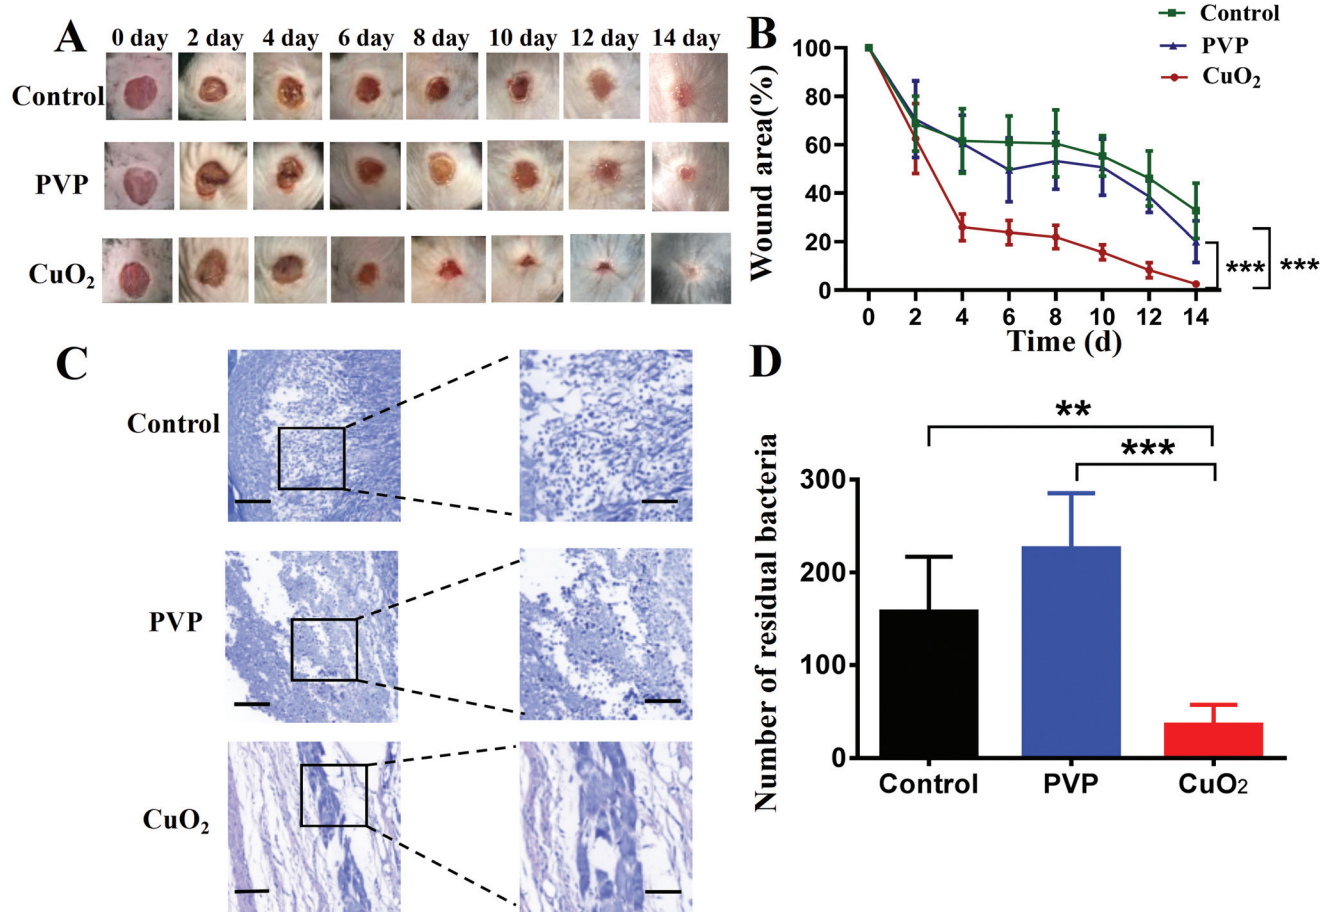 A
0 day 2 day 4 day 6 day 8 day 10 day 12 day 14 day
Control
PVP
CuO₂
B
Control
PVP
CuO₂
Wound area(%)
100
80
60
40
20
0
0 2 4 6 8 10 12 14
Time (d)
***
***
C
Control
PVP
CuO₂
D
**
***
Number of residual bacteria
300
200
100
0
Control PVP CuO₂